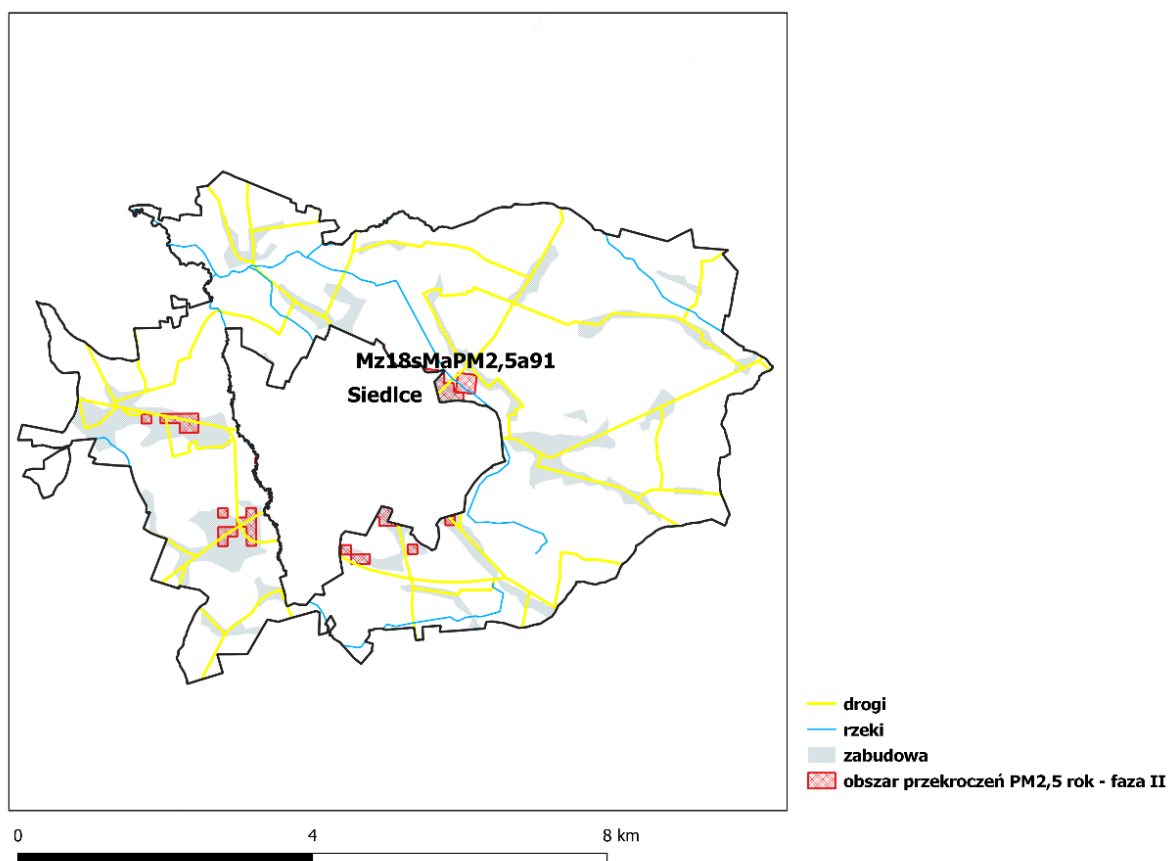 Mz18sMaPM2,5a91
Siedlce
drogi
rzeki
zabudowa
obszar przekroczeń PM2,5 rok - faza II
0 4 8 km